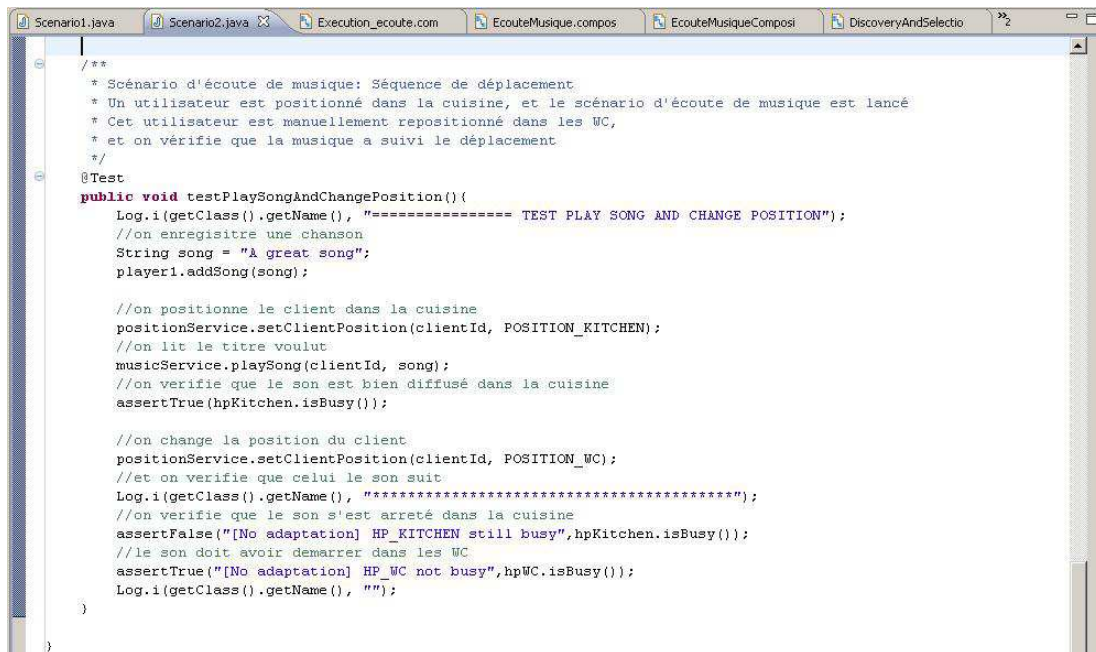 Scenario1.java Scenario2.java Execution_ecoute.com EcouteMusique.compos EcouteMusiqueComposi DiscoveryAndSelectio »2
/**
* Scénario d'écoute de musique: Séquence de déplacement
* Un utilisateur est positionné dans la cuisine, et le scénario d'écoute de musique est lancé
* Cet utilisateur est manuellement repositionné dans les WC,
* et on vérifie que la musique a suivi le déplacement
*/
@Test
public void testPlaySongAndChangePosition(){
Log.i(getClass().getName(), "================ TEST PLAY SONG AND CHANGE POSITION");
//on enregisitre une chanson
String song = "A great song";
player1.addSong(song);
//on positionne le client dans la cuisine
positionService.setClientPosition(clientId, POSITION_KITCHEN);
//on lit le titre voulut
musicService.playSong(clientId, song);
//on verifie que le son est bien diffusé dans la cuisine
assertTrue(hpKitchen.isBusy());
//on change la position du client
positionService.setClientPosition(clientId, POSITION_WC);
//et on verifie que celui le son suit
Log.i(getClass().getName(), "*****************************************");
//on verifie que le son s'est arreté dans la cuisine
assertFalse("[No adaptation] HP_KITCHEN still busy",hpKitchen.isBusy());
//le son doit avoir demarrer dans les WC
assertTrue("[No adaptation] HP_WC not busy",hpWC.isBusy());
Log.i(getClass().getName(), "");
}
}